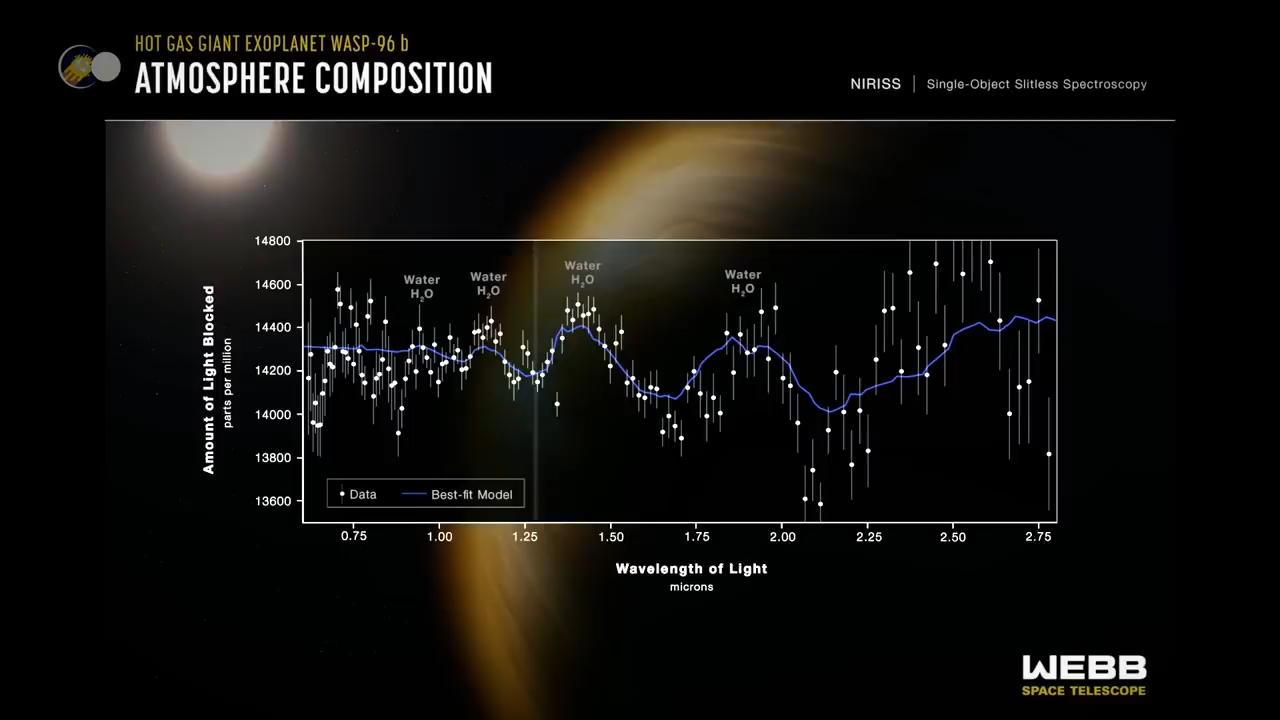 HOT GAS GIANT EXOPLANET WASP-96 b
ATMOSPHERE COMPOSITION
NIRISS | Single-Object Slitless Spectroscopy
Amount of Light Blocked
parts per million
14800
14600
14400
14200
14000
13800
13600
Water
H₂O
Water
H₂O
Water
H₂O
Water
H₂O
Data
Best-fit Model
0.75 1.00 1.25 1.50 1.75 2.00 2.25 2.50 2.75
Wavelength of Light
microns
WEBB
SPACE TELESCOPE